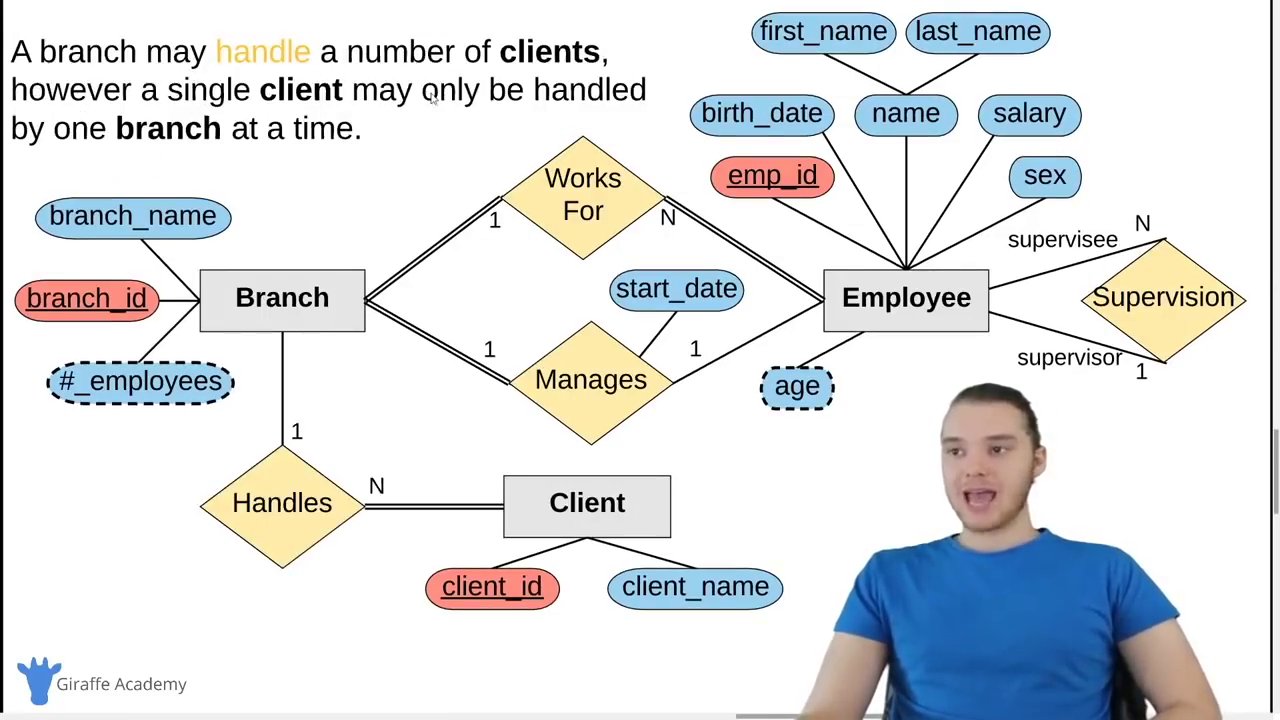 A branch may handle a number of clients,
however a single client may only be handled
by one branch at a time.
first_name
last_name
birth_date
name
salary
emp_id
sex
Works
For
1
N
branch_name
branch_id
#_employees
Branch
start_date
Employee
supervisee
N
Supervision
supervisor
1
1
Manages
1
age
1
Handles
N
Client
client_id
client_name
Giraffe Academy